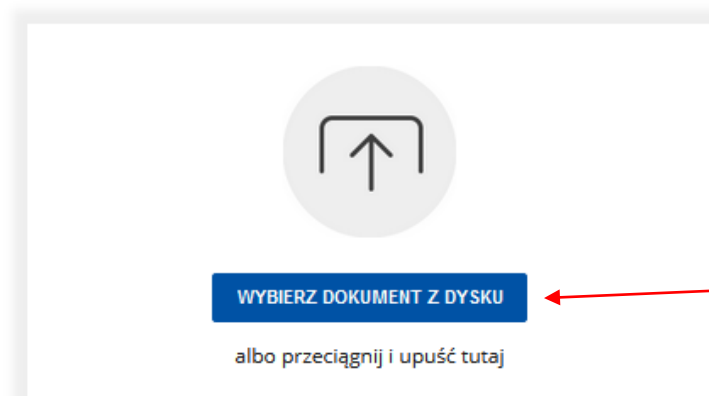 WYBIERZ DOKUMENT Z DYSKU
albo przeciągnij i upuść tutaj